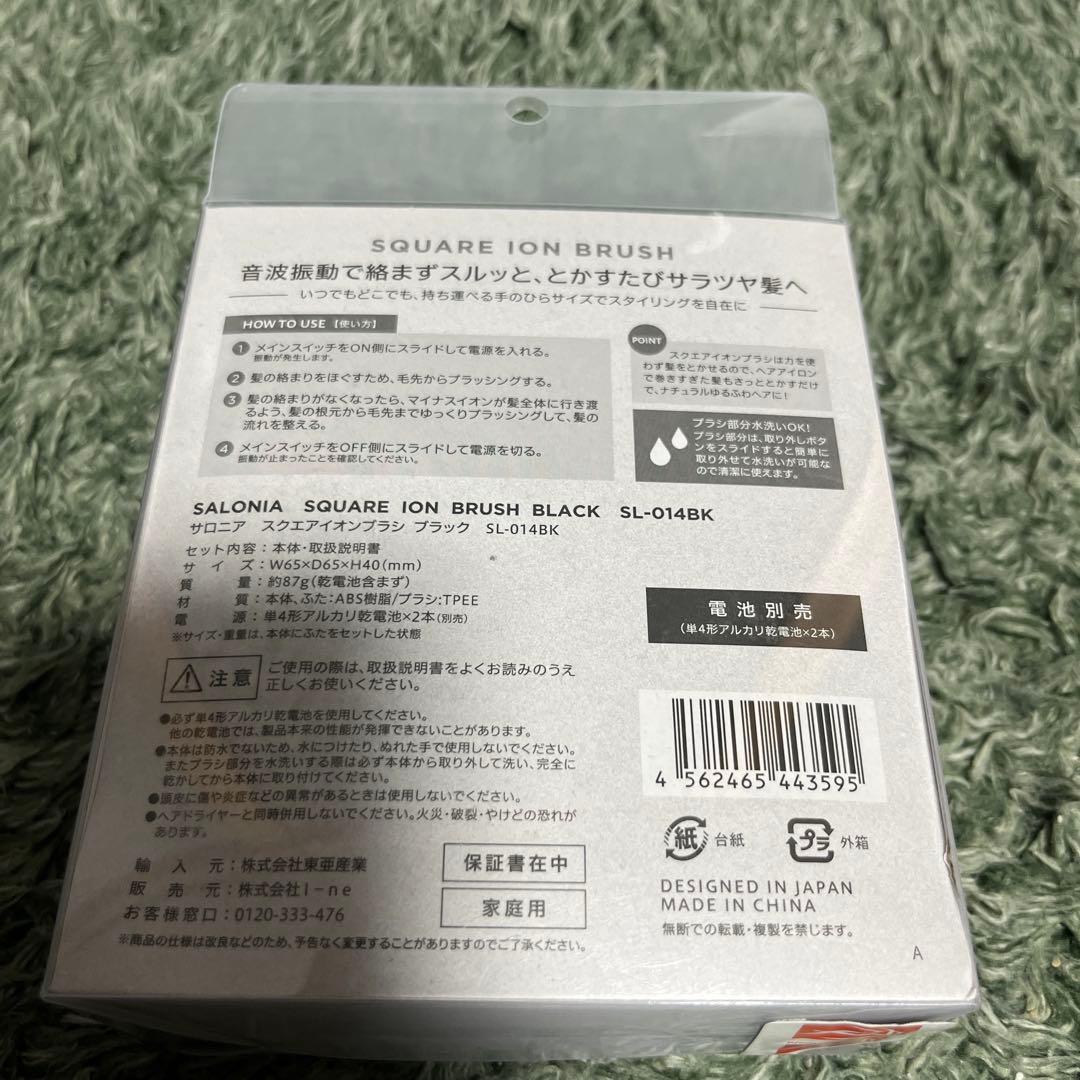 SQUARE ION BRUSH
音波振動で絡まずスルッと、とかすたびサラツヤ髪へ
いつでもどこでも、持ち運べる手のひらサイズでスタイリングを自在に
HOW TO USE 【使い方】
1 メインスイッチをON側にスライドして電源を入れる。
振動が発生します。
2 髪の絡まりをほぐすため、毛先からブラッシングする。
3 髪の絡まりがなくなったら、マイナスイオンが髪全体に行き渡
るよう、髪の根元から毛先までゆっくりブラッシングして、髪の
流れを整える。
4 メインスイッチをOFF側にスライドして電源を切る。
振動が止まったことを確認してください。
POINT
スクエアイオンブラシは力を使
わず髪をとかせるので、ヘアアイロン
で巻きすぎた髪もさっととかすだけ
で、ナチュラルゆるふわヘアに!
ブラシ部分水洗いOK!
ブラシ部分は、取り外しボタ
ンをスライドすると簡単に
取り外せて水洗いが可能な
ので清潔に使えます。
SALONIA SQUARE ION BRUSH BLACK SL-014BK
サロニア スクエアイオンブラシ ブラック SL-014BK
セット内容:本体・取扱説明書
サイズ:W65×D65×H40(mm)
質量:約87g(乾電池含まず)
材質:本体、ふた:ABS樹脂/ブラシ:TPEE
電源:単4形アルカリ乾電池×2本(別売)
※サイズ・重量は、本体にふたをセットした状態
電池別売
(単4形アルカリ乾電池×2本)
注意
ご使用の際は、取扱説明書をよくお読みのうえ
正しくお使いください。
●必ず単4形アルカリ乾電池を使用してください。
他の乾電池では、製品本来の性能が発揮できないことがあります。
●本体は防水でないため、水につけたり、ぬれた手で使用しないでください。
またブラシ部分を水洗いする際は必ず本体から取り外して洗い、完全に
乾かしてから本体に取り付けてください。
●頭皮に傷や炎症などの異常があるときは使用しないでください。
●ヘアドライヤーと同時併用しないでください。火災・破裂・やけどの恐れが
あります。
4 562465 443595
輸入元:株式会社東亜産業
販売元:株式会社I-ne
お客様窓口:0120-333-476
保証書在中
家庭用
紙 台紙
プラ 外箱
DESIGNED IN JAPAN
MADE IN CHINA
無断での転載・複製を禁じます。
※商品の仕様は改良などのため、予告なく変更することがありますのでご了承ください。
A